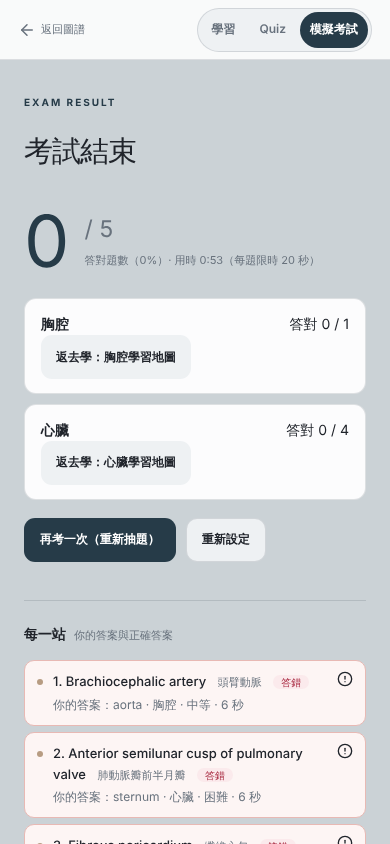 返回圖譜
學習 Quiz 模擬考試
EXAM RESULT
考試結束
0 / 5
答對題數（0%）· 用時 0:53（每題限時 20 秒）
胸腔 答對 0 / 1
返去學：胸腔學習地圖
心臟 答對 0 / 4
返去學：心臟學習地圖
再考一次（重新抽題） 重新設定
每一站 你的答案與正確答案
1. Brachiocephalic artery 頭臂動脈 答錯
你的答案：aorta · 胸腔 · 中等 · 6 秒
2. Anterior semilunar cusp of pulmonary
valve 肺動脈瓣前半月瓣 答錯
你的答案：sternum · 心臟 · 困難 · 6 秒
3. Fibrous pericardium